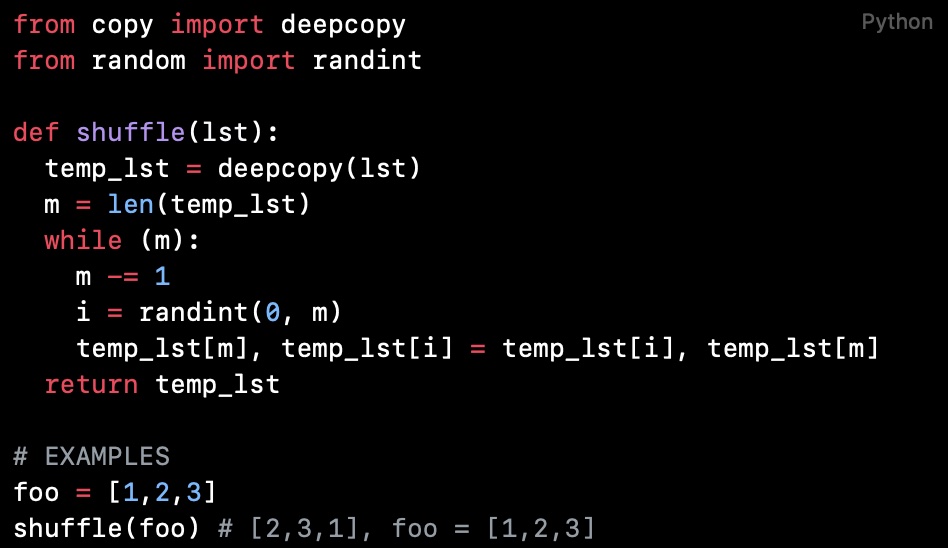 Python
from copy import deepcopy
from random import randint

def shuffle(lst):
  temp_lst = deepcopy(lst)
  m = len(temp_lst)
  while (m):
    m -= 1
    i = randint(0, m)
    temp_lst[m], temp_lst[i] = temp_lst[i], temp_lst[m]
  return temp_lst

# EXAMPLES
foo = [1,2,3]
shuffle(foo) # [2,3,1], foo = [1,2,3]